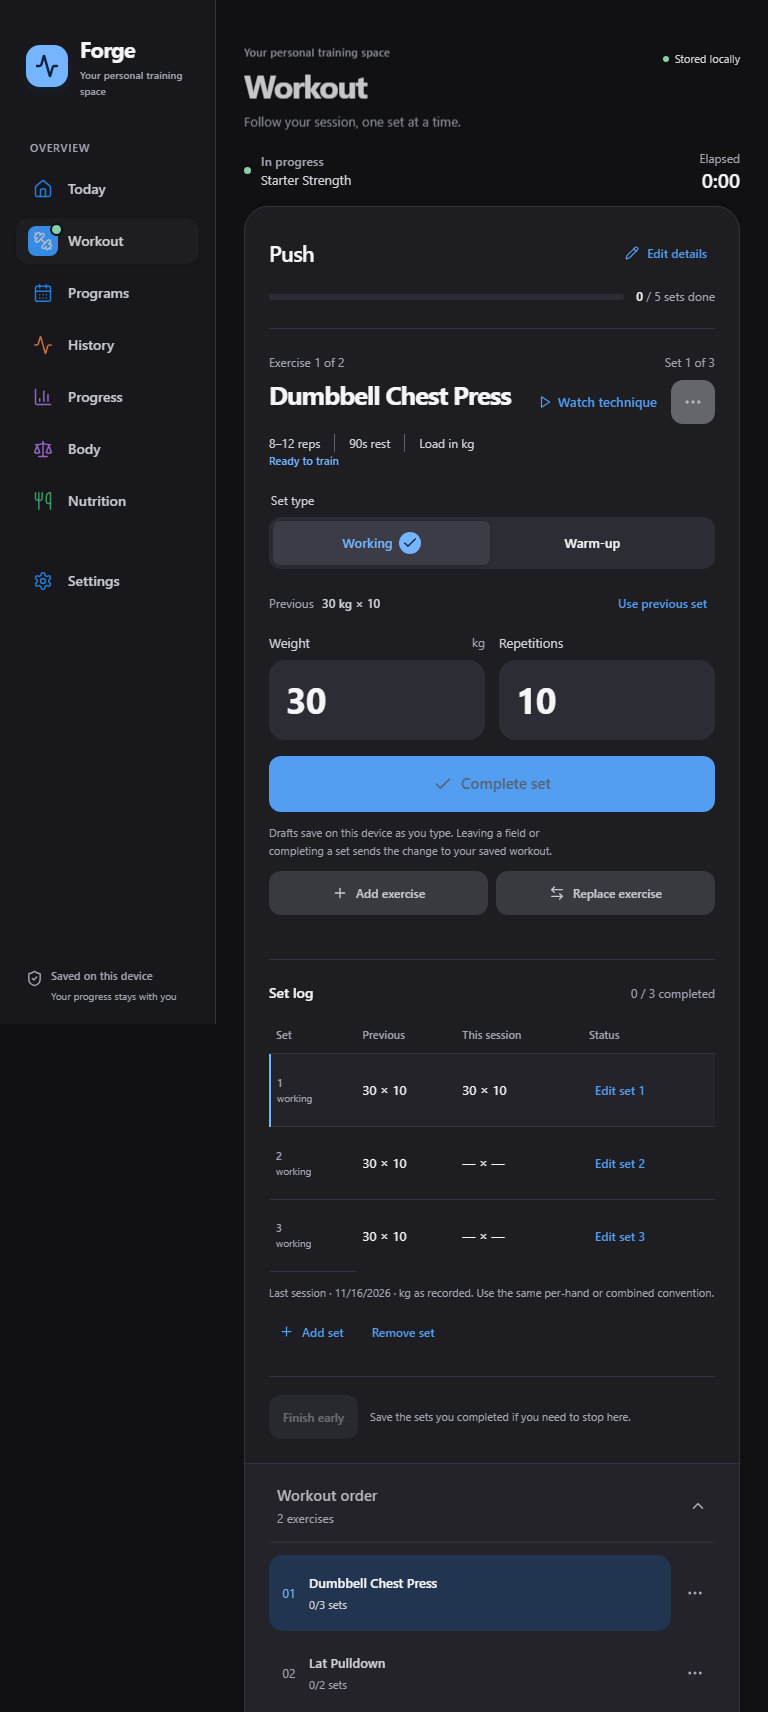 Forge
Your personal training
space
OVERVIEW
Today
Workout
Programs
History
Progress
Body
Nutrition
Settings
Saved on this device
Your progress stays with you
Your personal training space
Workout
Follow your session, one set at a time.
Stored locally
In progress
Starter Strength
Elapsed
0:00
Push
Edit details
0 / 5 sets done
Exercise 1 of 2
Set 1 of 3
Dumbbell Chest Press
Watch technique
8–12 reps
90s rest
Load in kg
Ready to train
Set type
Working
Warm-up
Previous 30 kg × 10
Use previous set
Weight
kg
Repetitions
30
10
Complete set
Drafts save on this device as you type. Leaving a field or
completing a set sends the change to your saved workout.
Add exercise
Replace exercise
Set log
0 / 3 completed
Set Previous This session Status
1
working
30 × 10
30 × 10
Edit set 1
2
working
30 × 10
— × —
Edit set 2
3
working
30 × 10
— × —
Edit set 3
Last session · 11/16/2026 · kg as recorded. Use the same per-hand or combined convention.
Add set
Remove set
Finish early
Save the sets you completed if you need to stop here.
Workout order
2 exercises
01
Dumbbell Chest Press
0/3 sets
02
Lat Pulldown
0/2 sets